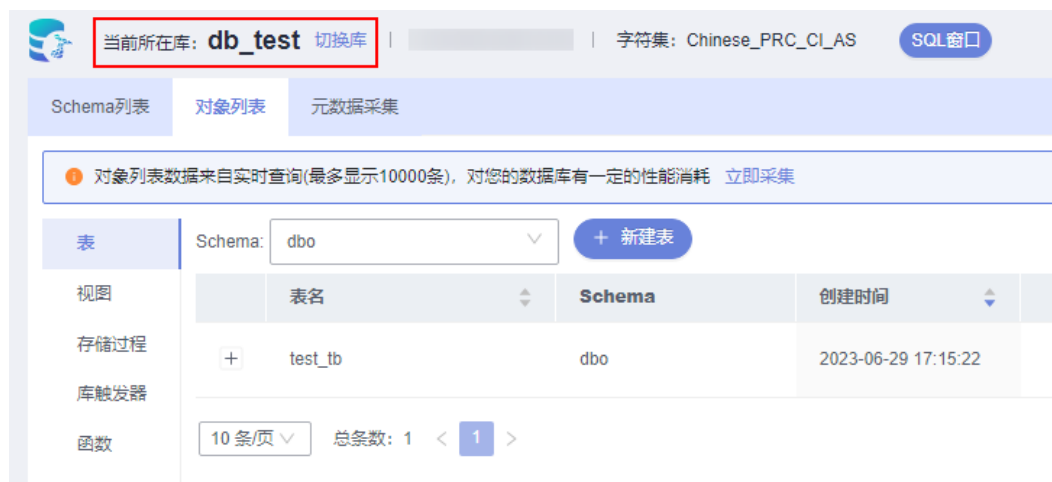 当前所在库: db_test 切换库 | | 字符集: Chinese_PRC_CI_AS SQL窗口
Schema列表 对象列表 元数据采集
对象列表数据来自实时查询(最多显示10000条), 对您的数据库有一定的性能消耗 立即采集
表 Schema: dbo + 新建表
视图 表名 Schema 创建时间
存储过程 + test_tb dbo 2023-06-29 17:15:22
库触发器
函数 10 条/页 总条数: 1 < 1 >